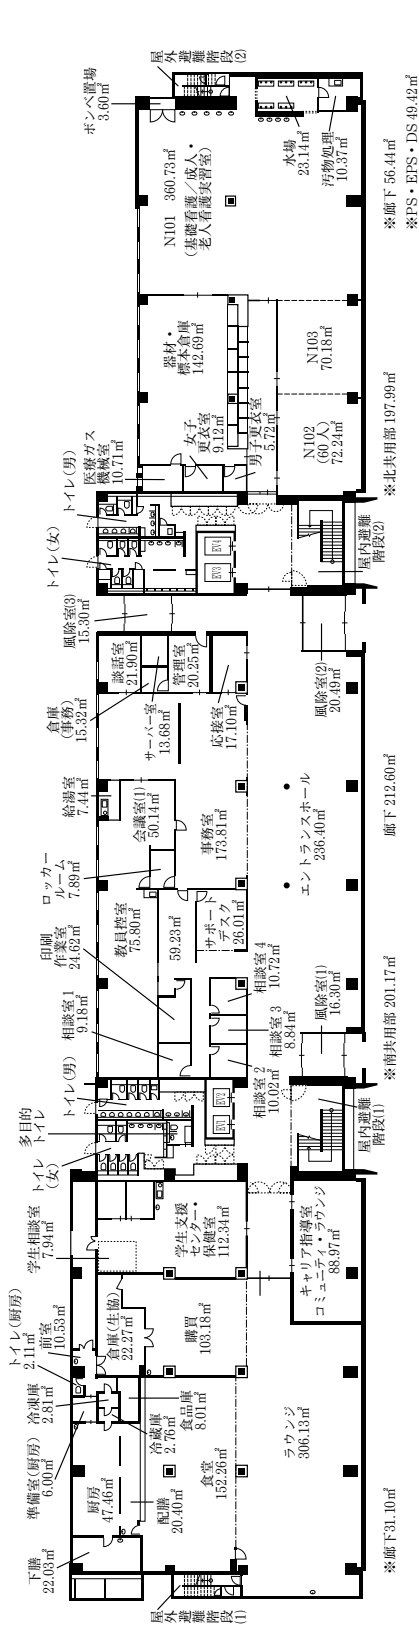 屋外避難階段(2)
ボンベ置場
3.60㎡
N101　360.73㎡
(基礎看護／成人・
老人看護実習室)
水場
23.14㎡
汚物処理
10.37㎡
※廊下 56.44㎡
※PS・EPS・DS 49.42㎡
器材・
標本倉庫
142.69㎡
N103
70.18㎡
医療ガス
機械室
10.71㎡
女子
更衣室
9.12㎡
男子更衣室
5.72㎡
N102
(60人)
72.24㎡
※北共用部 197.99㎡
トイレ(男)
トイレ(女)
EV4
EV3
屋内避難
階段(2)
風除室(3)
15.30㎡
風除室(2)
20.49㎡
談話室
21.90㎡
倉庫
(事務)
15.32㎡
サーバー室
13.68㎡
管理室
20.25㎡
応接室
17.10㎡
給湯室
7.44㎡
会議室(1)
50.14㎡
事務室
173.81㎡
エントランスホール
236.40㎡
廊下 212.60㎡
ロッカー
ルーム
7.89㎡
教員控室
75.80㎡
印刷
作業室
24.62㎡
59.23㎡
サポート
デスク
26.01㎡
相談室 1
9.18㎡
相談室 4
10.72㎡
相談室 3
8.84㎡
相談室 2
10.02㎡
風除室(1)
16.30㎡
※南共用部 201.17㎡
トイレ(男)
多目的
トイレ
トイレ
(女)
EV2
EV1
屋内避難
階段(1)
学生相談室
7.94㎡
学生支援
センター・
保健室
112.34㎡
キャリア指導室
コミュニティ・ラウンジ
88.97㎡
トイレ(厨房)
2.11㎡
前室
10.53㎡
倉庫(生協)
22.27㎡
購買
103.18㎡
冷凍庫
2.81㎡
冷蔵庫
2.76㎡
食品庫
8.01㎡
準備室(厨房)
6.00㎡
厨房
47.46㎡
配膳
20.40㎡
食堂
152.26㎡
ラウンジ
306.13㎡
下膳
22.03㎡
屋外避難階段(1)
※廊下31.10㎡